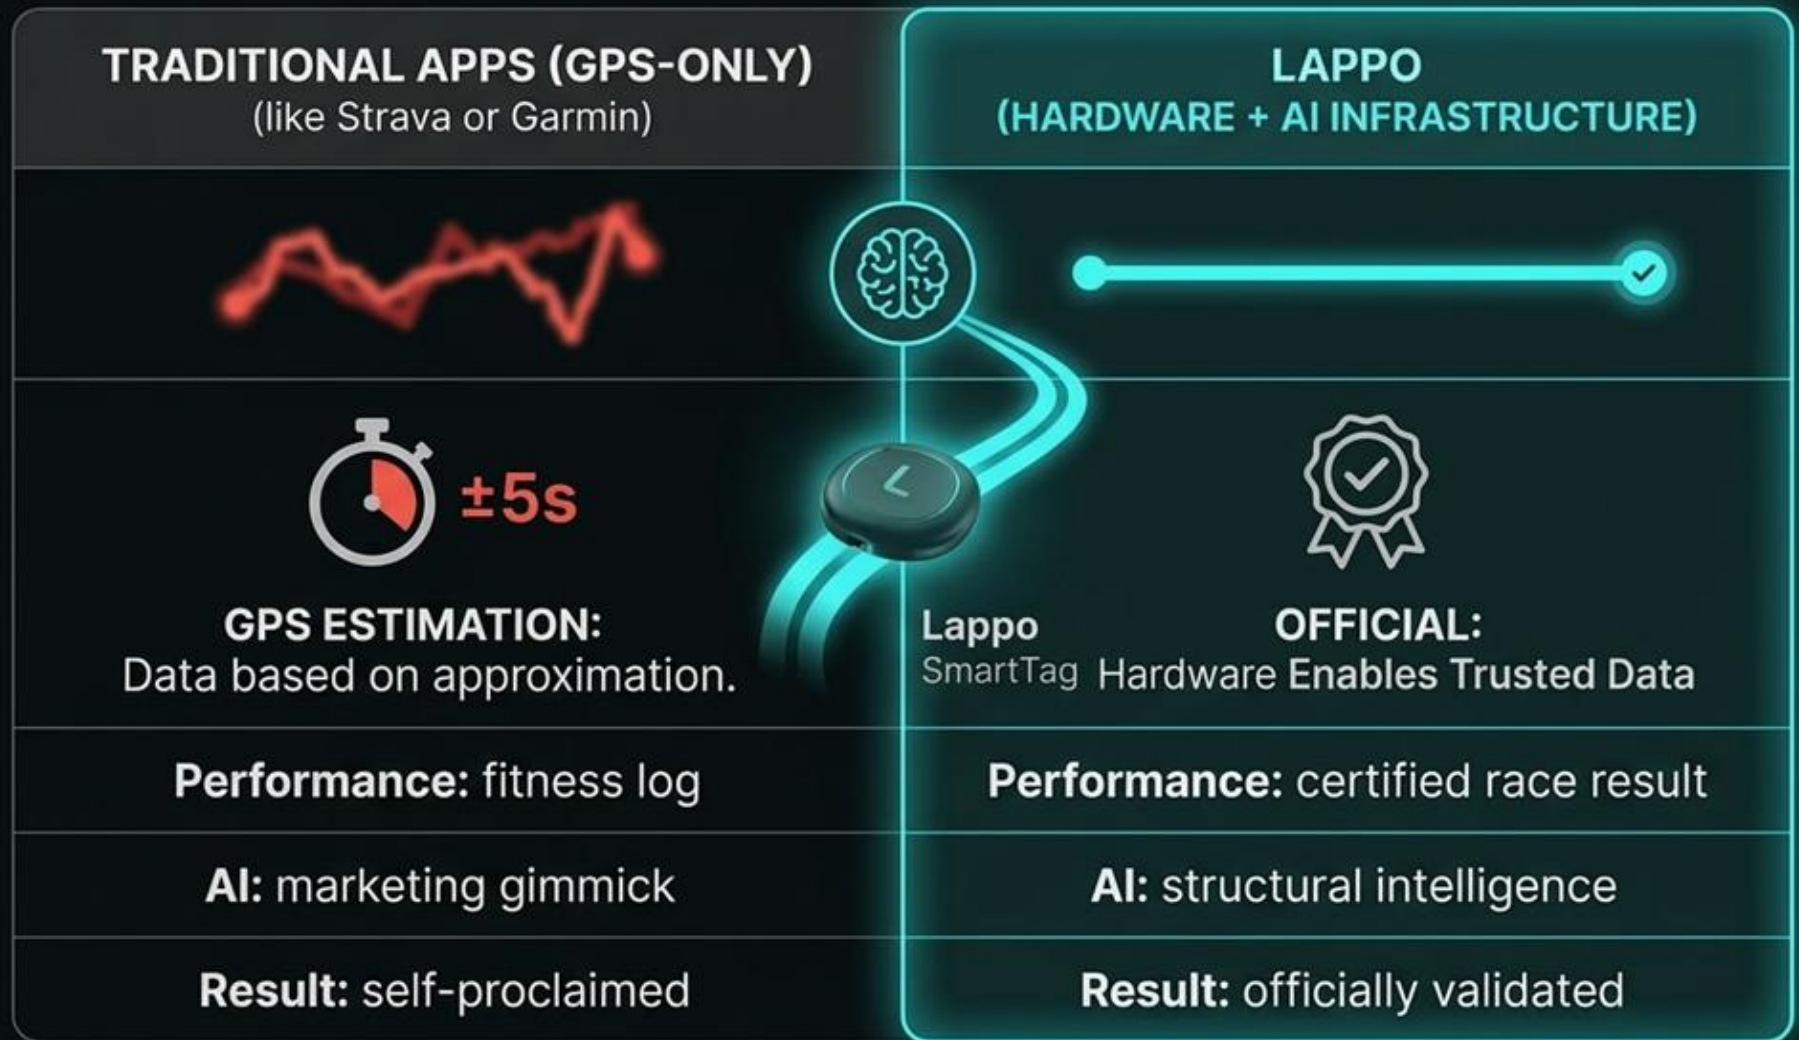 TRADITIONAL APPS (GPS-ONLY)
(like Strava or Garmin)
LAPPO
(HARDWARE + AI INFRASTRUCTURE)
±5s
GPS ESTIMATION:
Data based on approximation.
L
Lappo
SmartTag
OFFICIAL:
Hardware Enables Trusted Data
Performance: fitness log
Performance: certified race result
AI: marketing gimmick
AI: structural intelligence
Result: self-proclaimed
Result: officially validated